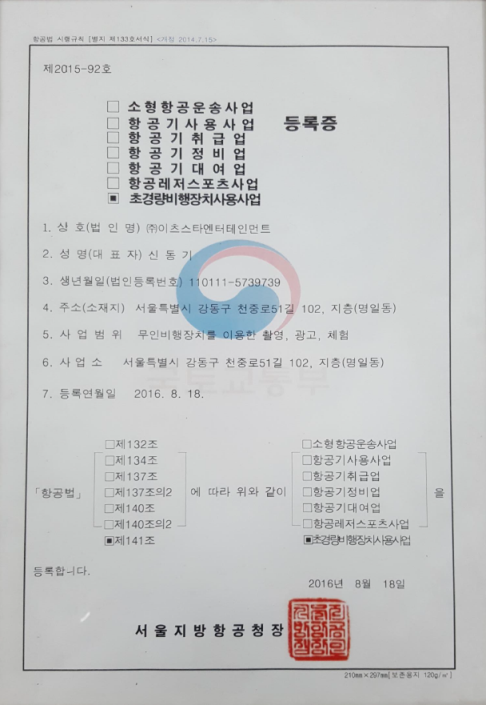 항공법 시행규칙 [별지 제133호서식] <개정 2014.7.15>
제2015-92호
□ 소형항공운송사업
□ 항공기사용사업 등록증
□ 항공기취급업
□ 항공기정비업
□ 항공기대여업
□ 항공레저스포츠사업
▣ 초경량비행장치사용사업
1. 상 호(법 인 명) ㈜이츠스타엔터테인먼트
2. 성 명(대 표 자) 신 동 기
3. 생년월일(법인등록번호) 110111-5739739
4. 주소(소재지) 서울특별시 강동구 천중로51길 102, 지층(명일동)
5. 사 업 범 위 무인비행장치를 이용한 촬영, 광고, 체험
6. 사 업 소 서울특별시 강동구 천중로51길 102, 지층(명일동)
7. 등록연월일 2016. 8. 18.
국토교통부
□제132조 □소형항공운송사업
□제134조 □항공기사용사업
□제137조 □항공기취급업
「항공법」 □제137조의2 에 따라 위와 같이 □항공기정비업 을
□제140조 □항공기대여업
□제140조의2 □항공레저스포츠사업
▣제141조 ▣초경량비행장치사용사업
등록합니다.
2016년 8월 18일
서울지방항공청장
210㎜×297㎜[보존용지 120g/㎡]